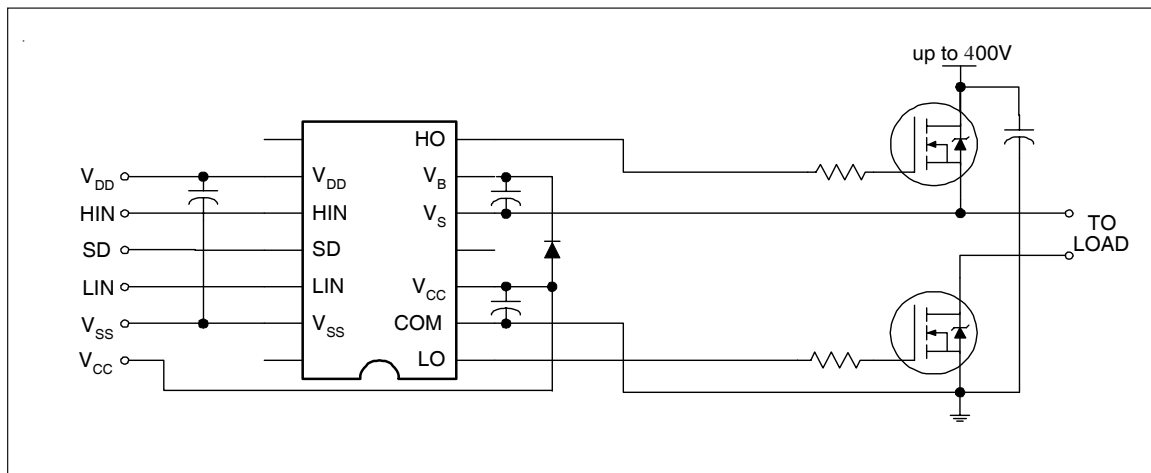 up to 400V
HO
V_DD
V_DD
V_B
HIN
HIN
V_S
SD
SD
TO
LOAD
LIN
LIN
V_CC
V_SS
V_SS
COM
V_CC
LO